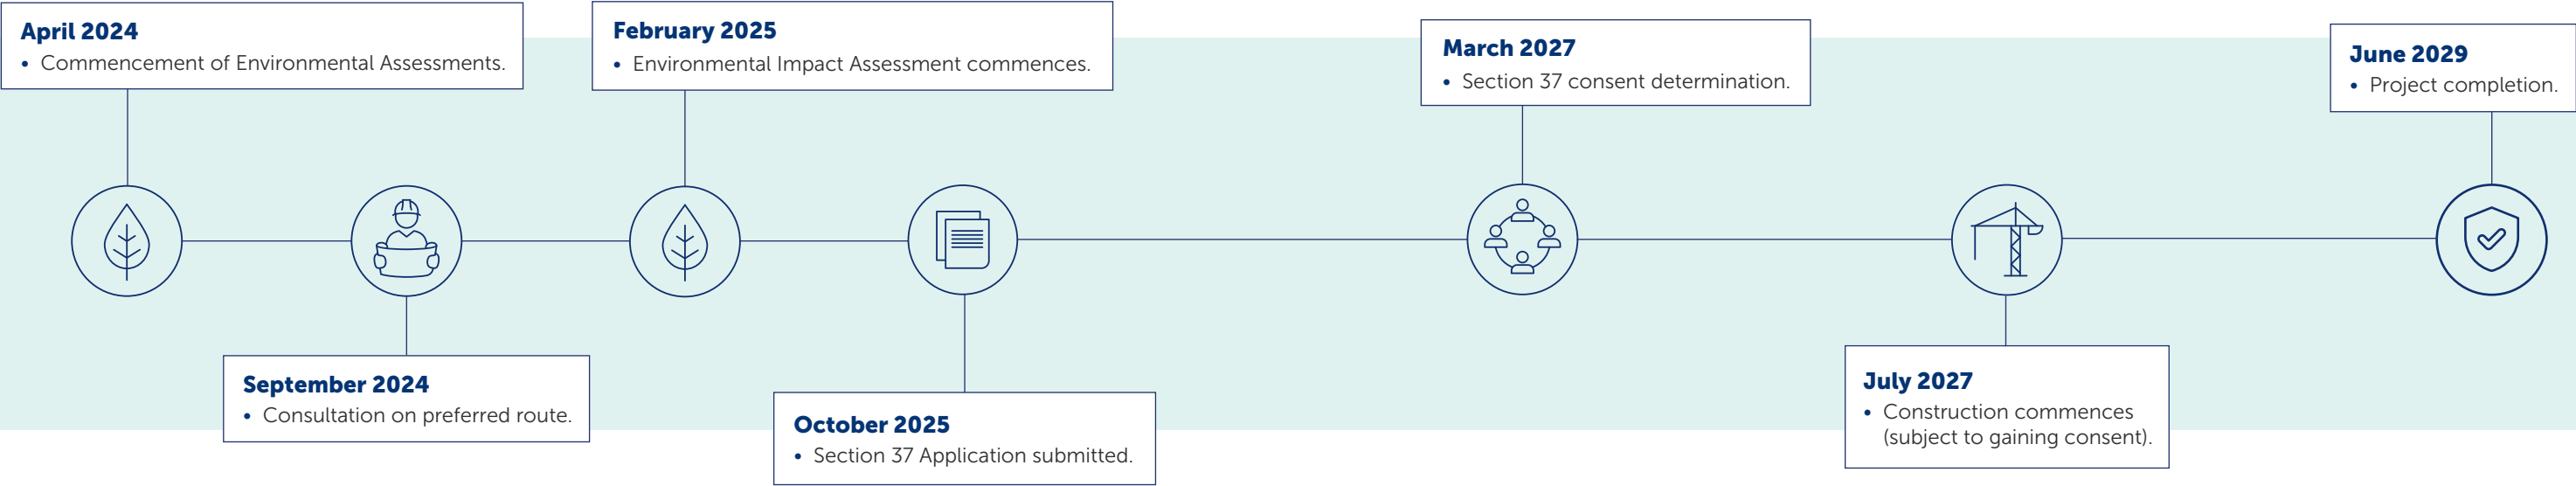 April 2024
• Commencement of Environmental Assessments.
September 2024
• Consultation on preferred route.
February 2025
• Environmental Impact Assessment commences.
October 2025
• Section 37 Application submitted.
March 2027
• Section 37 consent determination.
July 2027
• Construction commences
(subject to gaining consent).
June 2029
• Project completion.